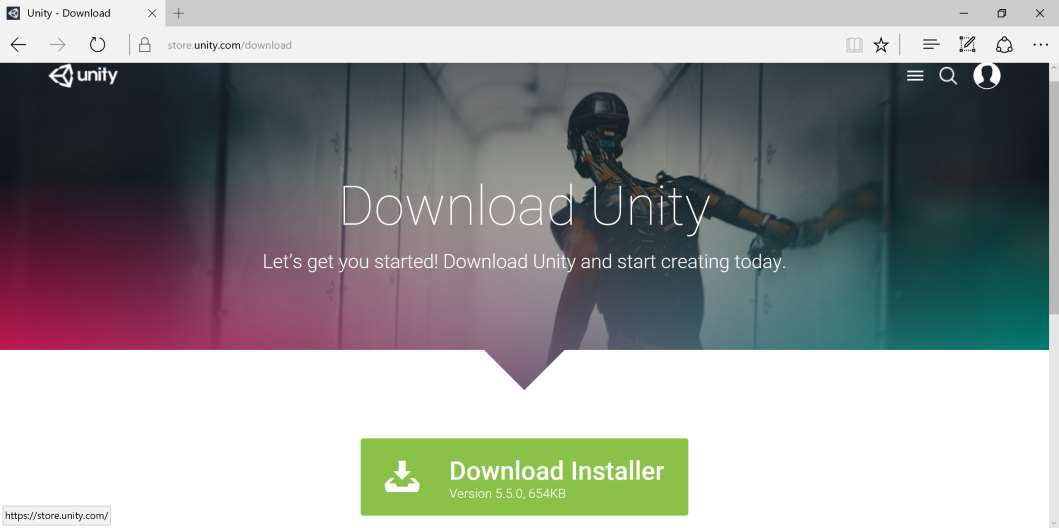 Unity - Download
store.unity.com/download
unity
Download Unity
Let's get you started! Download Unity and start creating today.
Download Installer
Version 5.5.0, 654KB
https://store.unity.com/